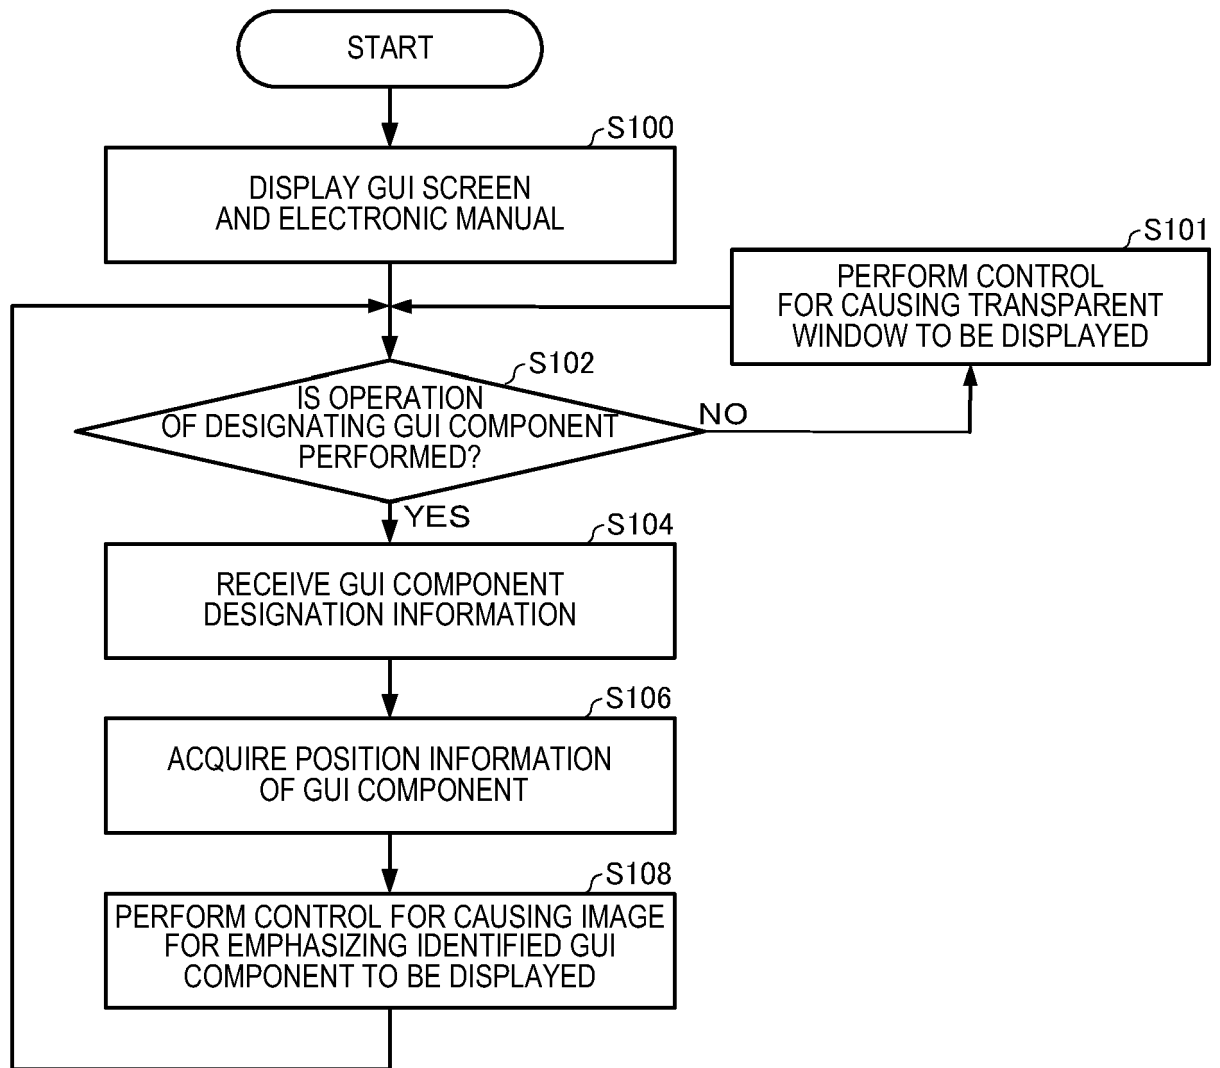 START
S100
DISPLAY GUI SCREEN
AND ELECTRONIC MANUAL
S101
PERFORM CONTROL
FOR CAUSING TRANSPARENT
WINDOW TO BE DISPLAYED
S102
IS OPERATION
OF DESIGNATING GUI COMPONENT
PERFORMED?
NO
YES
S104
RECEIVE GUI COMPONENT
DESIGNATION INFORMATION
S106
ACQUIRE POSITION INFORMATION
OF GUI COMPONENT
S108
PERFORM CONTROL FOR CAUSING IMAGE
FOR EMPHASIZING IDENTIFIED GUI
COMPONENT TO BE DISPLAYED